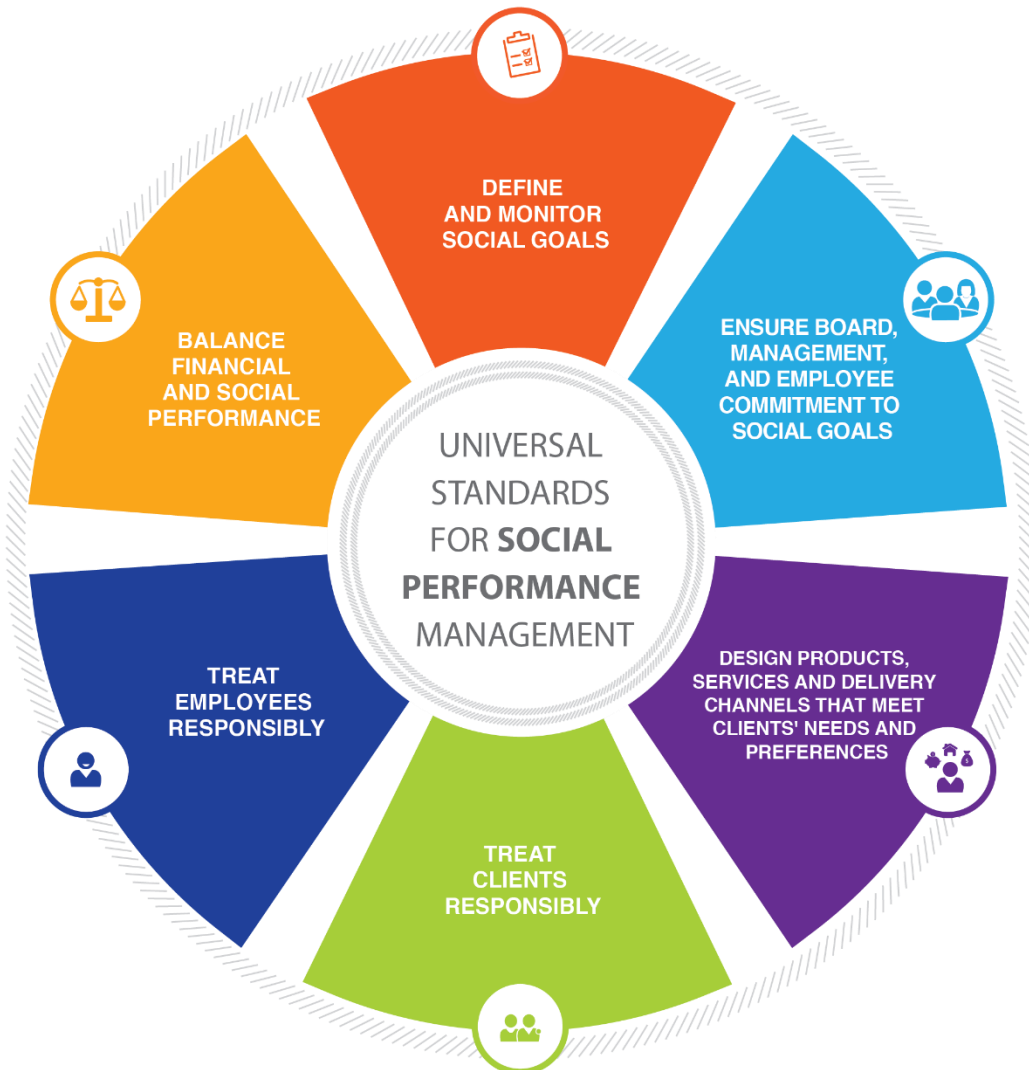 DEFINE
AND MONITOR
SOCIAL GOALS
ENSURE BOARD,
MANAGEMENT,
AND EMPLOYEE
COMMITMENT TO
SOCIAL GOALS
DESIGN PRODUCTS,
SERVICES AND DELIVERY
CHANNELS THAT MEET
CLIENTS' NEEDS AND
PREFERENCES
TREAT
CLIENTS
RESPONSIBLY
TREAT
EMPLOYEES
RESPONSIBLY
BALANCE
FINANCIAL
AND SOCIAL
PERFORMANCE
UNIVERSAL
STANDARDS
FOR SOCIAL
PERFORMANCE
MANAGEMENT